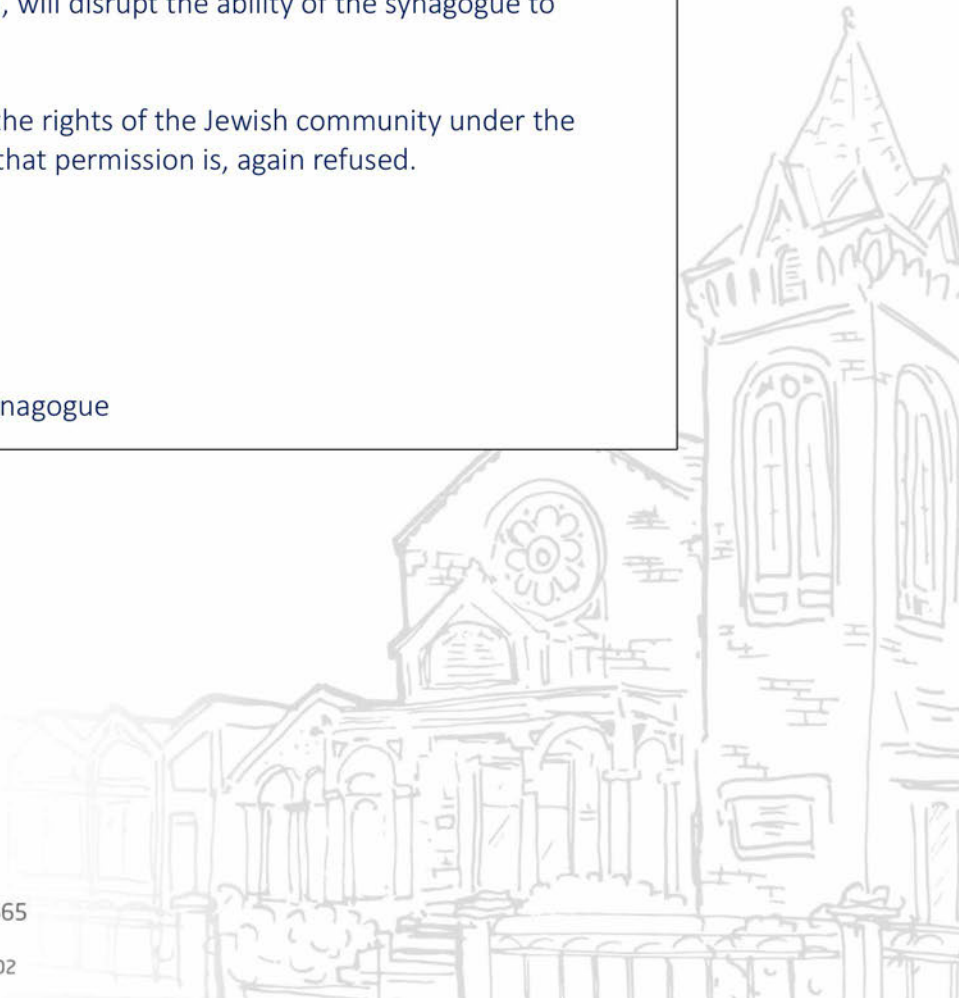 , will disrupt the ability of the synagogue to
the rights of the Jewish community under the
that permission is, again refused.
nagogue
65
02